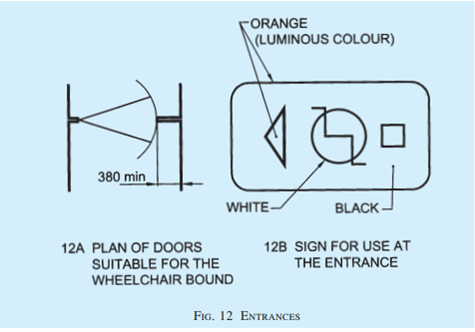 ORANGE
(LUMINOUS COLOUR)
380 min
WHITE
BLACK
12A PLAN OF DOORS
SUITABLE FOR THE
WHEELCHAIR BOUND
12B SIGN FOR USE AT
THE ENTRANCE
FIG. 12 ENTRANCES